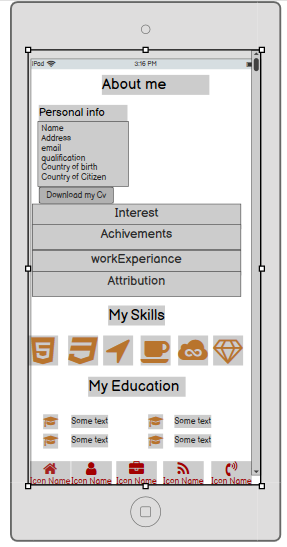 iPad 3:16 PM
About me
Personal info
Name
Address
email
qualification
Country of birth
Country of Citizen
Download my Cv
Interest
Achivements
workExperiance
Attribution
My Skills
5 3
My Education
Some text Some text
Some text Some text
Icon Name Icon Name Icon Name Icon Name Icon Name